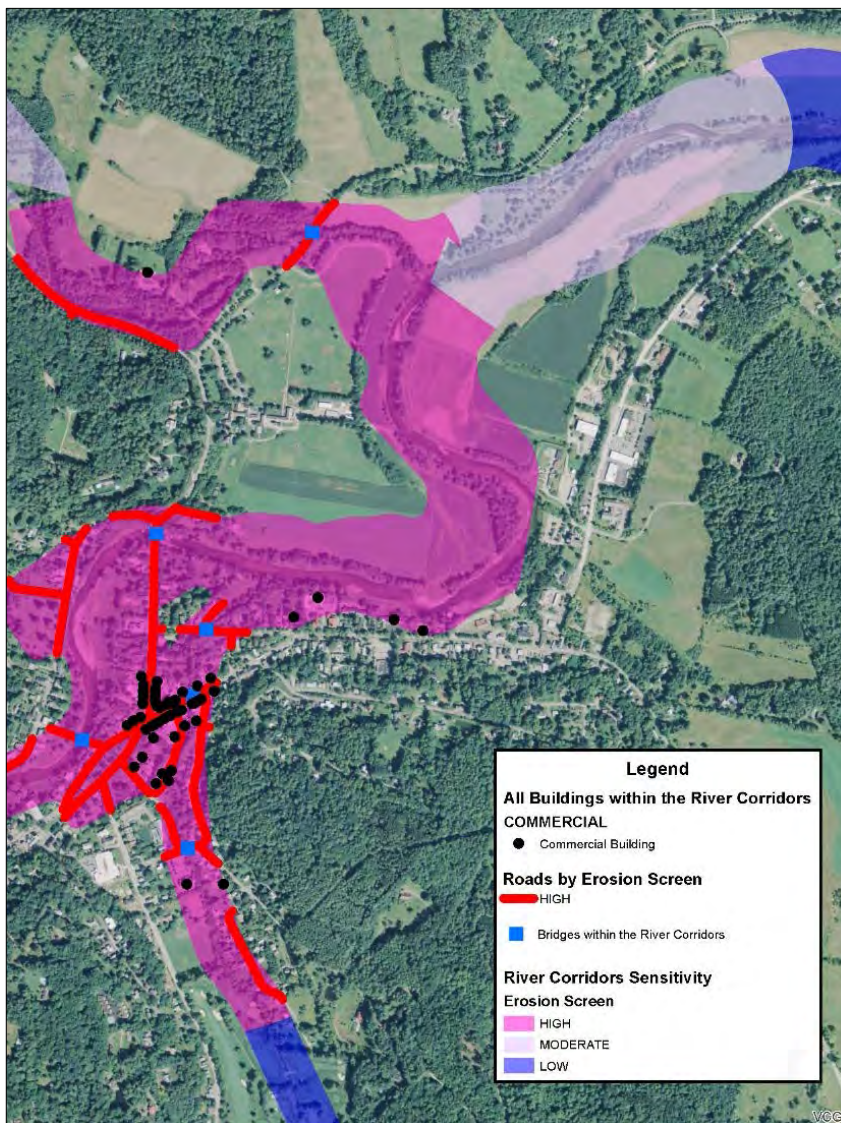 Legend
All Buildings within the River Corridors
COMMERCIAL
Commercial Building
Roads by Erosion Screen
HIGH
Bridges within the River Corridors
River Corridors Sensitivity
Erosion Screen
HIGH
MODERATE
LOW
VCG